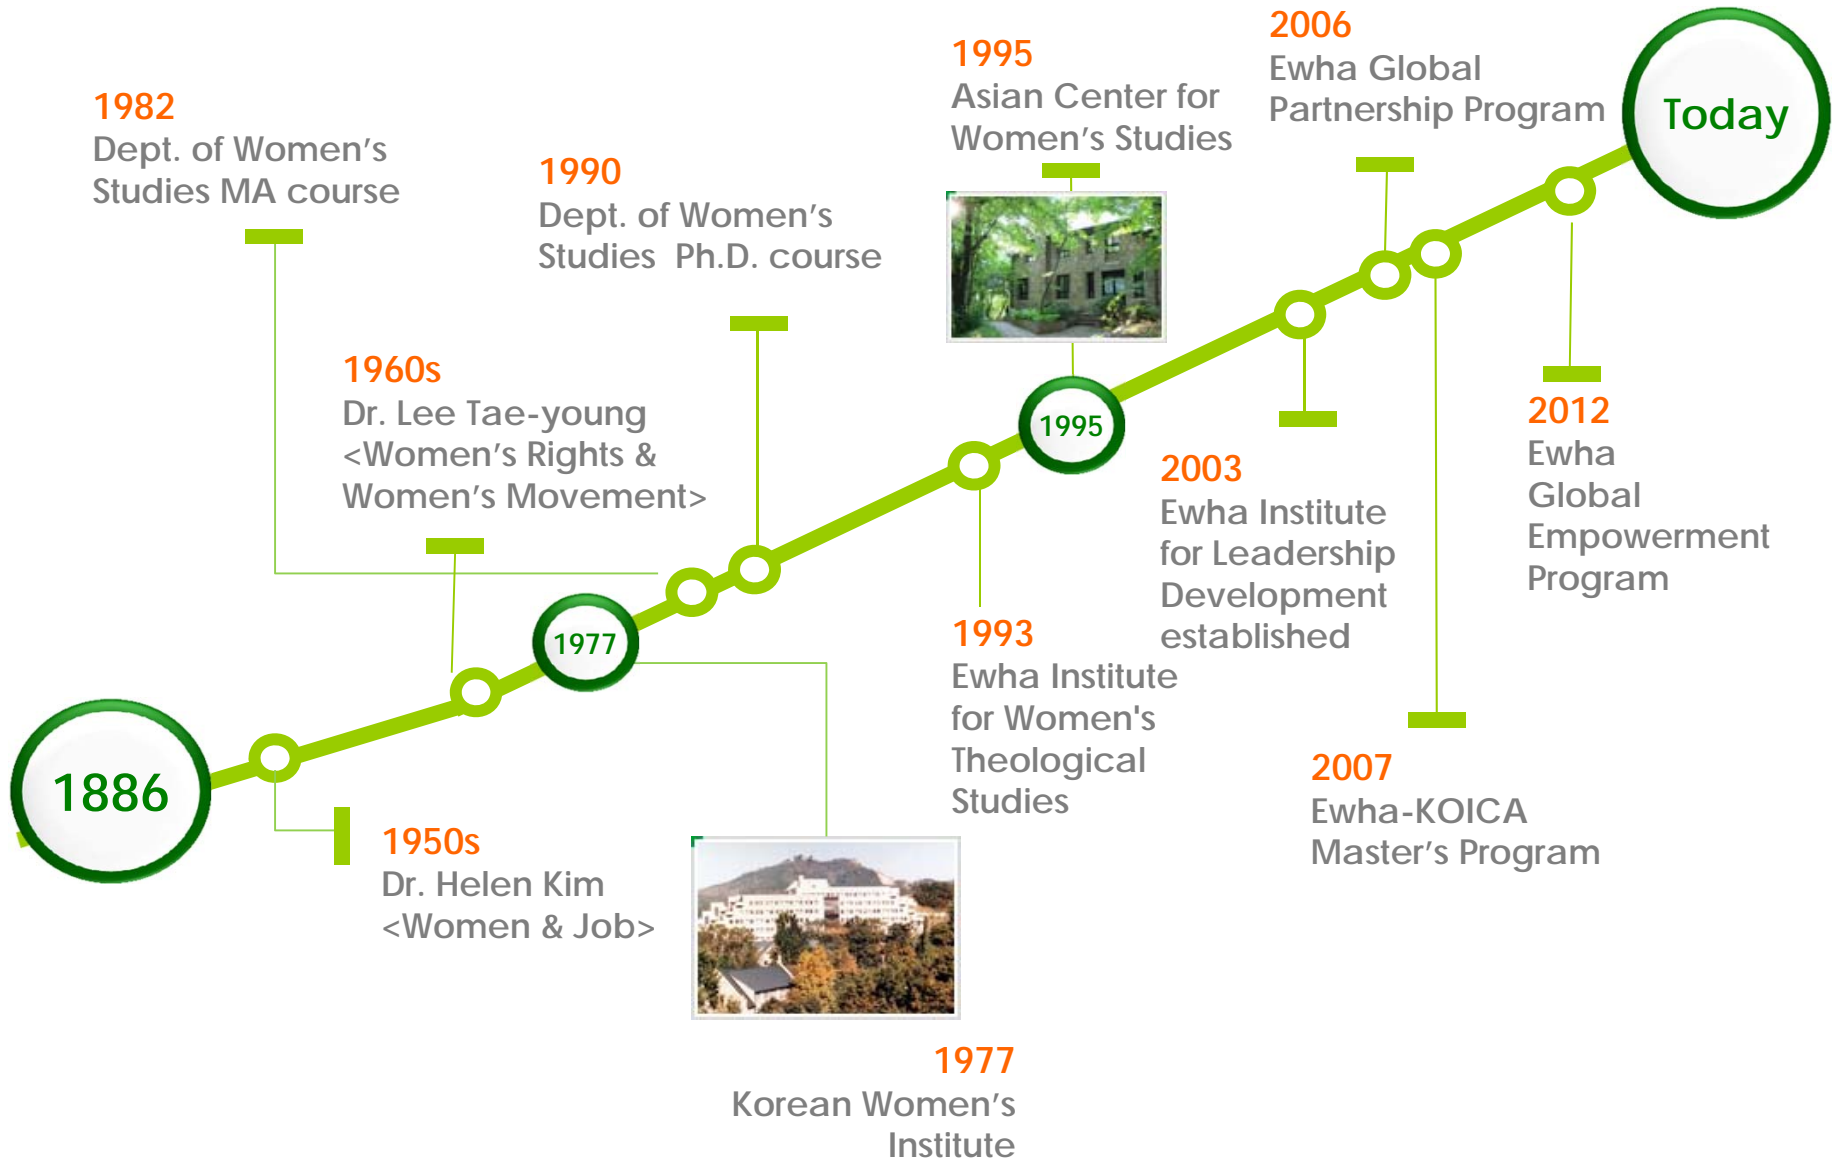 1982
Dept. of Women's
Studies MA course
1960s
Dr. Lee Tae-young
<Women's Rights &
Women's Movement>
1990
Dept. of Women's
Studies  Ph.D. course
1995
Asian Center for
Women's Studies
2006
Ewha Global
Partnership Program
Today
1995
1977
1886
1950s
Dr. Helen Kim
<Women & Job>
1977
Korean Women's
Institute
1993
Ewha Institute
for Women's
Theological
Studies
2003
Ewha Institute
for Leadership
Development
established
2007
Ewha-KOICA
Master's Program
2012
Ewha
Global
Empowerment
Program